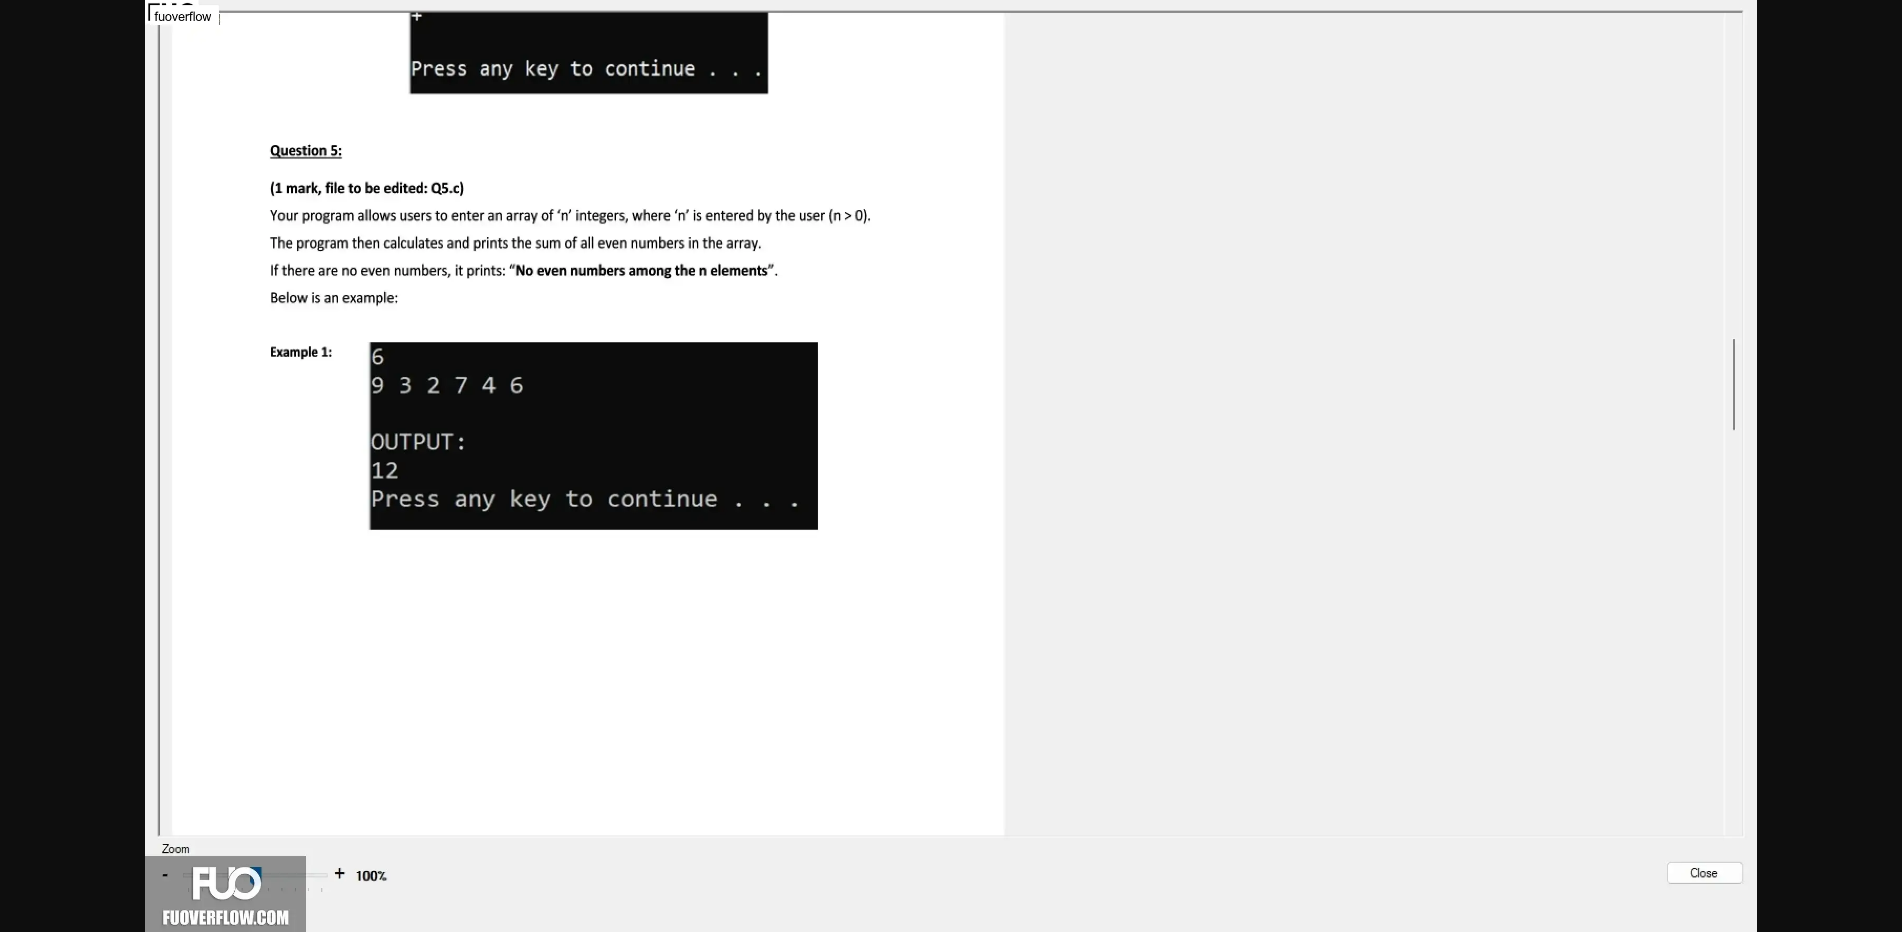 fuoverflow
+
Press any key to continue . . .
Question 5:
(1 mark, file to be edited: Q5.c)
Your program allows users to enter an array of ‘n’ integers, where ‘n’ is entered by the user (n > 0).
The program then calculates and prints the sum of all even numbers in the array.
If there are no even numbers, it prints: “No even numbers among the n elements”.
Below is an example:
Example 1:
6
9 3 2 7 4 6
OUTPUT:
12
Press any key to continue . . .
Zoom
- + 100%
Close
FUO
FUOVERFLOW.COM